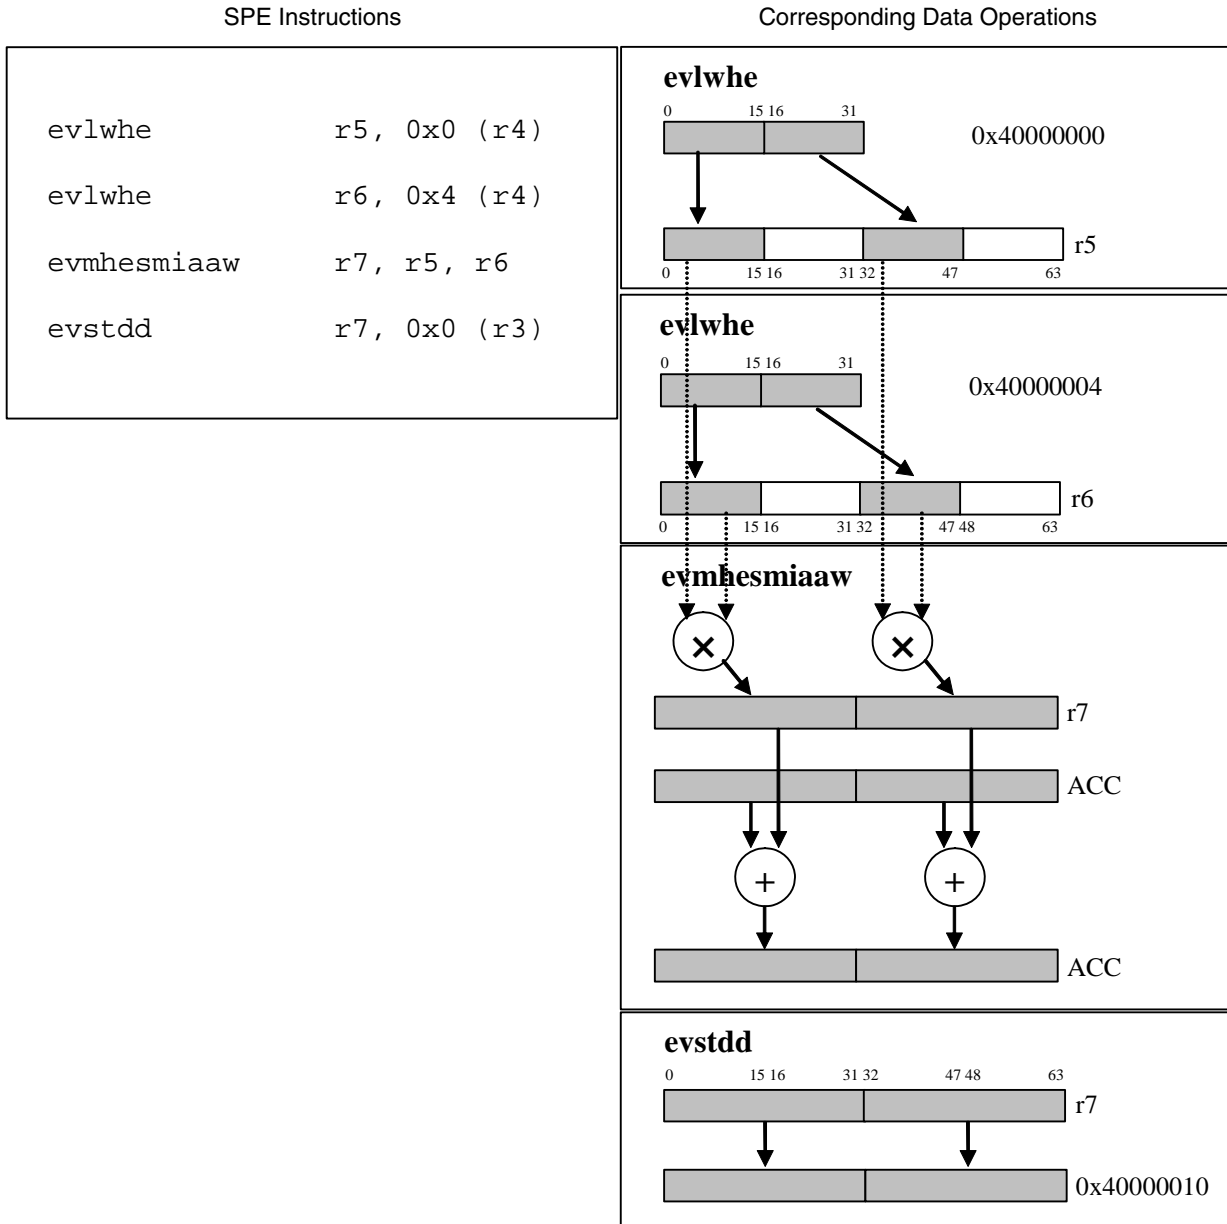 SPE Instructions
Corresponding Data Operations
evlwhe r5, 0x0 (r4)
evlwhe r6, 0x4 (r4)
evmhesmiaaw r7, r5, r6
evstdd r7, 0x0 (r3)
evlwhe
0 15 16 31
0x40000000
r5
0 15 16 31 32 47 63
evlwhe
0 15 16 31
0x40000004
r6
0 15 16 31 32 47 48 63
evmhesmiaaw
×
×
r7
ACC
+
+
ACC
evstdd
0 15 16 31 32 47 48 63
r7
0x40000010